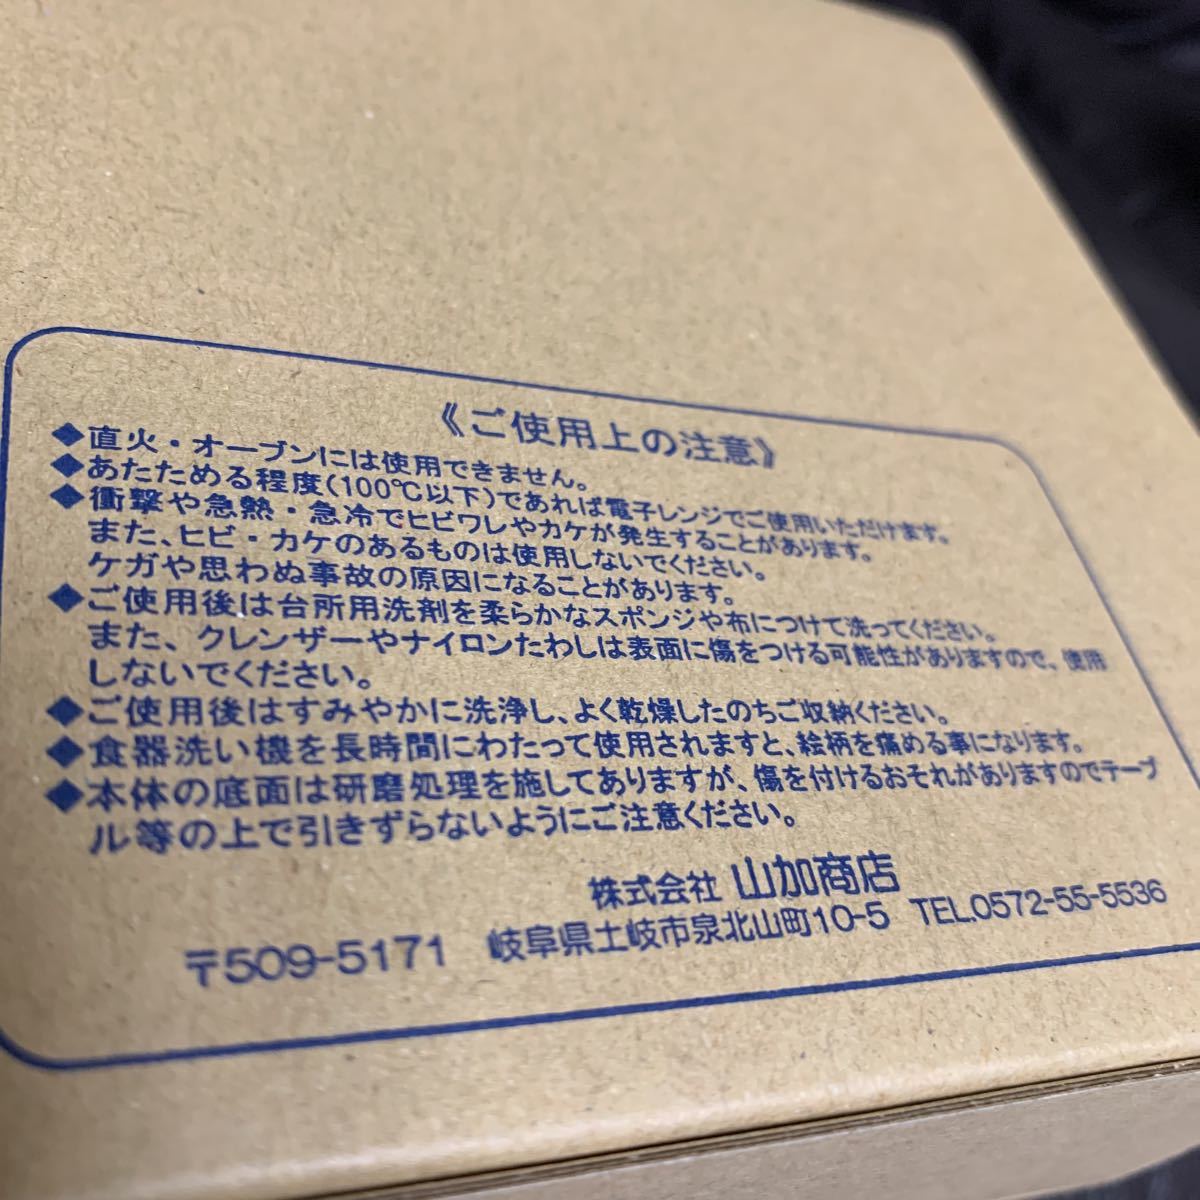 《ご使用上の注意》
◆直火・オーブンには使用できません。
◆あたためる程度(100℃以下)であれば電子レンジでご使用いただけます。
◆衝撃や急熱・急冷でヒビワレやカケが発生することがあります。
また、ヒビ・カケのあるものは使用しないでください。
ケガや思わぬ事故の原因になることがあります。
◆ご使用後は台所用洗剤を柔らかなスポンジや布につけて洗ってください。
また、クレンザーやナイロンたわしは表面に傷をつける可能性がありますので、使用
しないでください。
◆ご使用後はすみやかに洗浄し、よく乾燥したのちご収納ください。
◆食器洗い機を長時間にわたって使用されますと、絵柄を痛める事になります。
◆本体の底面は研磨処理を施してありますが、傷を付けるおそれがありますのでテーブ
ル等の上で引きずらないようにご注意ください。
株式会社 山加商店
〒509-5171 岐阜県土岐市泉北山町10-5 TEL.0572-55-5536